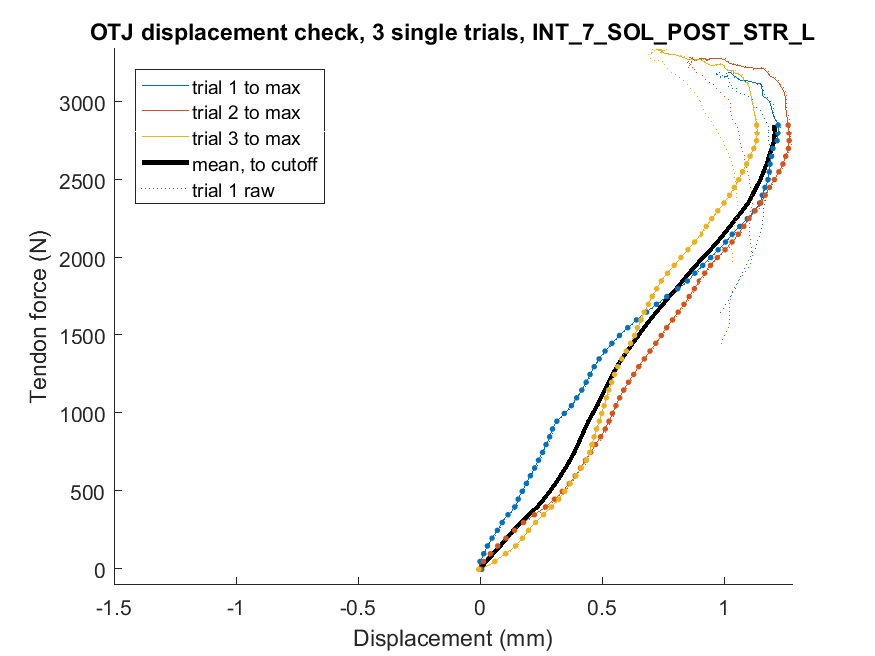 OTJ displacement check, 3 single trials, INT_7_SOL_POST_STR_L
trial 1 to max
trial 2 to max
trial 3 to max
mean, to cutoff
trial 1 raw
Tendon force (N)
3000
2500
2000
1500
1000
500
0
-1.5 -1 -0.5 0 0.5 1
Displacement (mm)